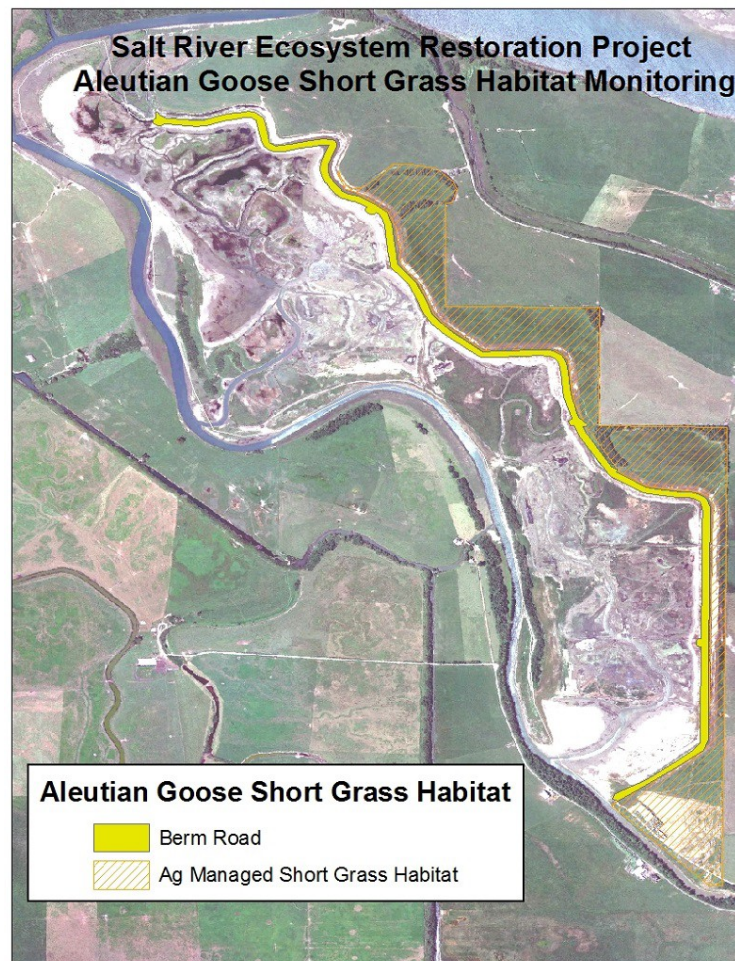 Salt River Ecosystem Restoration Project
Aleutian Goose Short Grass Habitat Monitoring
Aleutian Goose Short Grass Habitat
Berm Road
Ag Managed Short Grass Habitat